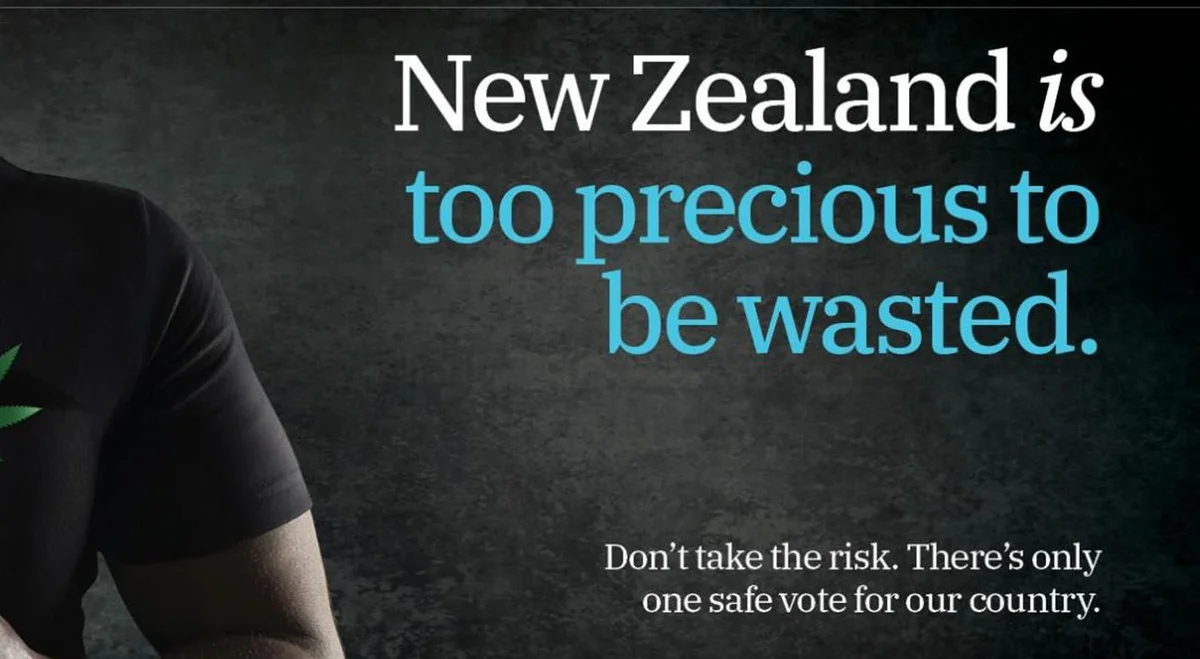 New Zealand is
too precious to
be wasted.
Don’t take the risk. There’s only
one safe vote for our country.